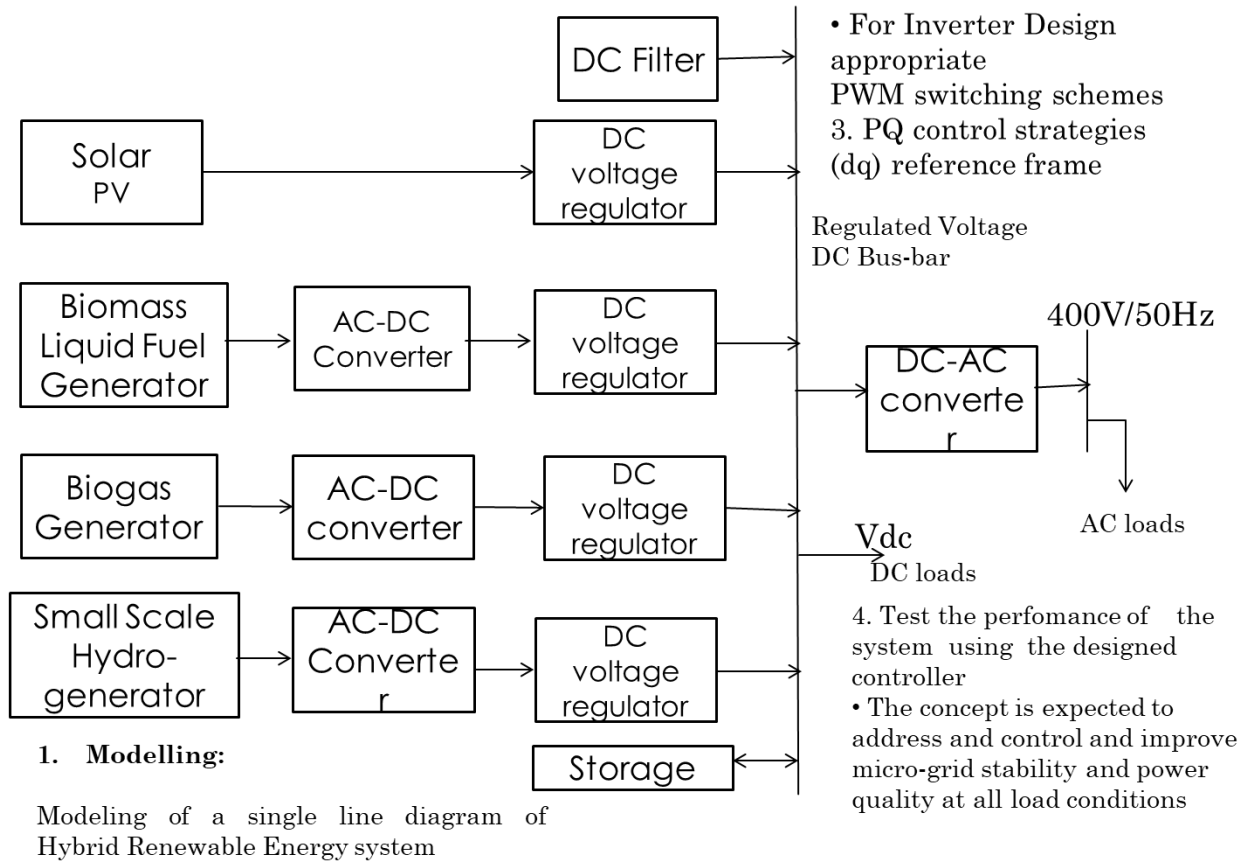 DC Filter
• For Inverter Design
appropriate
PWM switching schemes
3. PQ control strategies
(dq) reference frame
Solar
PV
DC
voltage
regulator
Regulated Voltage
DC Bus-bar
Biomass
Liquid Fuel
Generator
AC-DC
Converter
DC
voltage
regulator
400V/50Hz
DC-AC
converte
r
AC loads
Biogas
Generator
AC-DC
converter
DC
voltage
regulator
Vdc
DC loads
Small Scale
Hydro-
generator
AC-DC
Converte
r
DC
voltage
regulator
Storage
1. Modelling:
Modeling of a single line diagram of
Hybrid Renewable Energy system
4. Test the perfomance of the
system using the designed
controller
• The concept is expected to
address and control and improve
micro-grid stability and power
quality at all load conditions